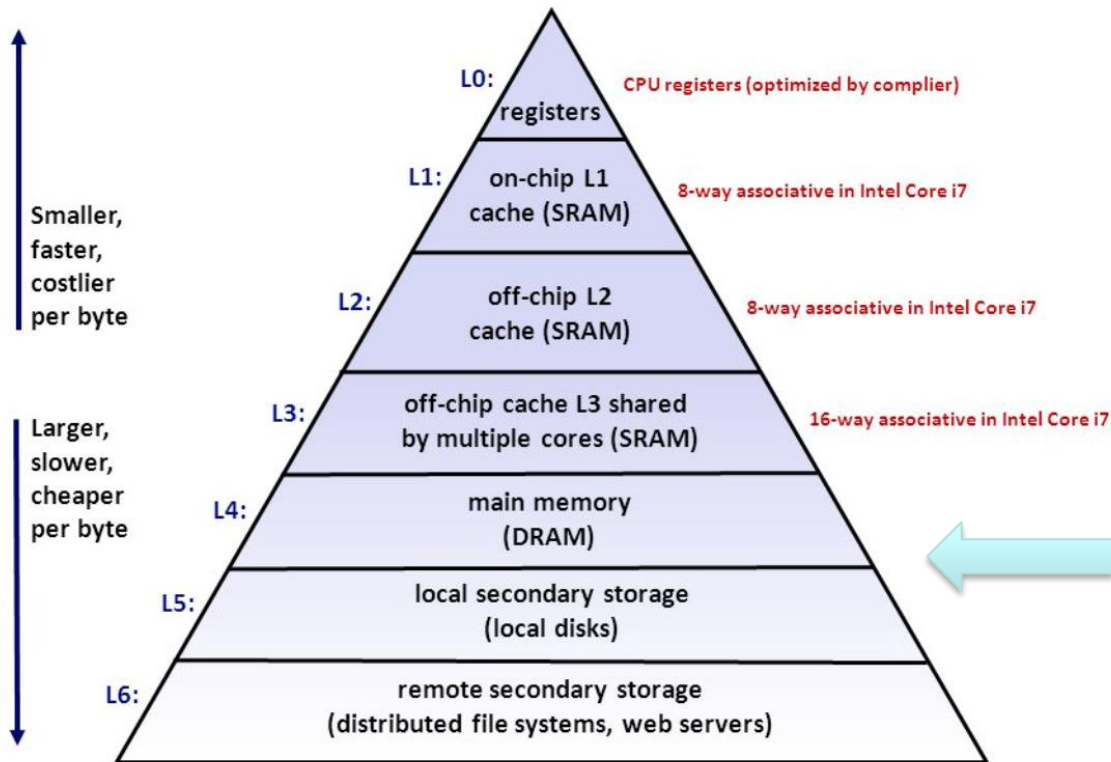 L0:
registers
CPU registers (optimized by complier)
L1:
on-chip L1
cache (SRAM)
8-way associative in Intel Core i7
Smaller,
faster,
costlier
per byte
L2:
off-chip L2
cache (SRAM)
8-way associative in Intel Core i7
L3:
off-chip cache L3 shared
by multiple cores (SRAM)
16-way associative in Intel Core i7
Larger,
slower,
cheaper
per byte
L4:
main memory
(DRAM)
L5:
local secondary storage
(local disks)
L6:
remote secondary storage
(distributed file systems, web servers)